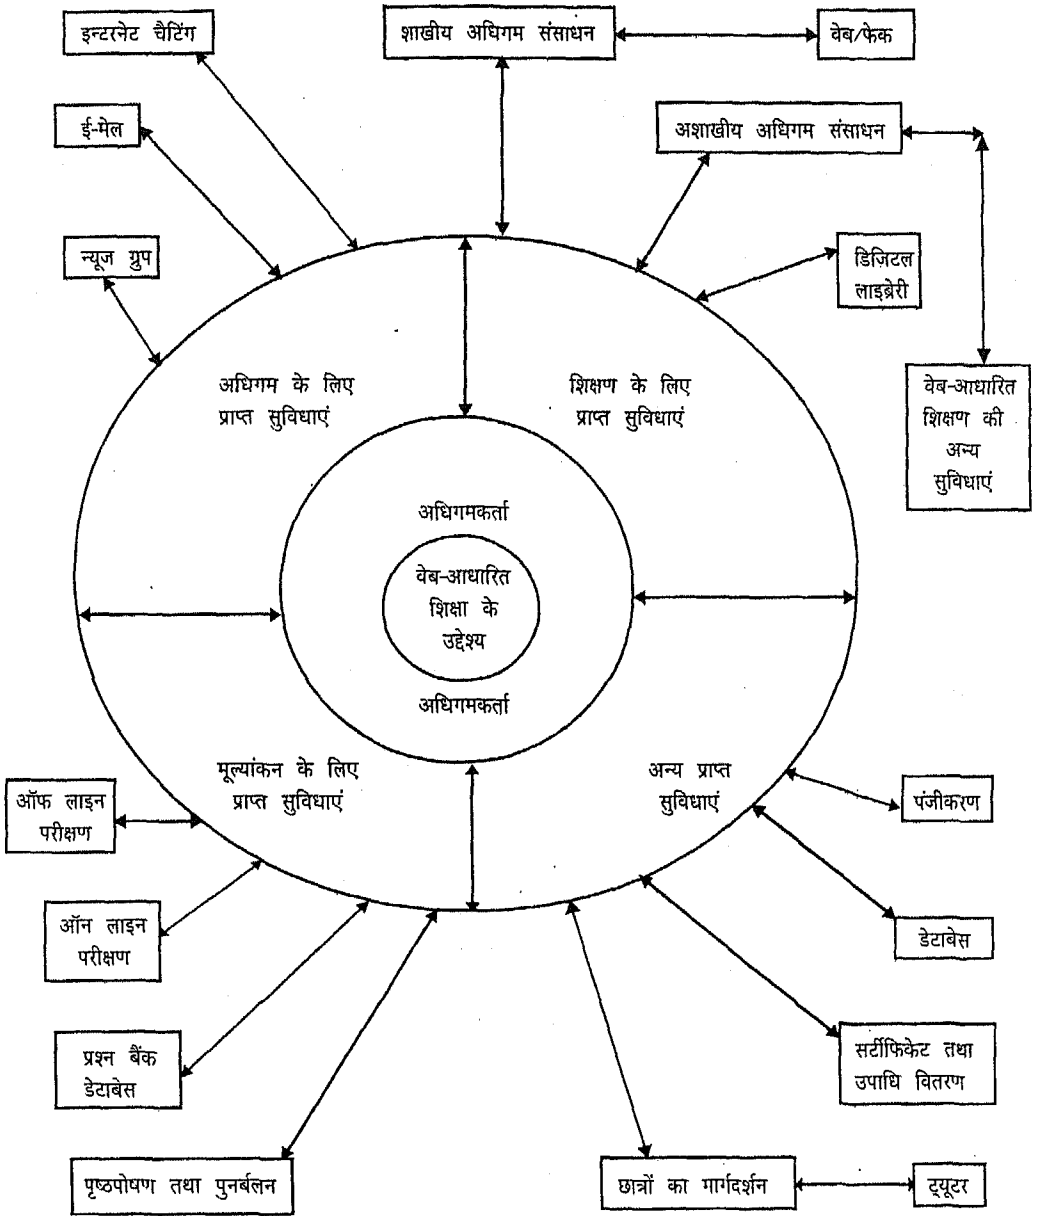 इन्टरनेट चैटिंग
शाखीय अधिगम संसाधन
वेब/फेक
ई-मेल
अशाखीय अधिगम संसाधन
न्यूज ग्रुप
डिज़िटल
लाइब्रेरी
अधिगम के लिए
प्राप्त सुविधाएं
शिक्षण के लिए
प्राप्त सुविधाएं
वेब-आधारित
शिक्षण की
अन्य
सुविधाएं
अधिगमकर्ता
वेब-आधारित
शिक्षा के
उद्देश्य
अधिगमकर्ता
मूल्यांकन के लिए
प्राप्त सुविधाएं
अन्य प्राप्त
सुविधाएं
ऑफ लाइन
परीक्षण
पंजीकरण
ऑन लाइन
परीक्षण
डेटाबेस
प्रश्न बैंक
डेटाबेस
सर्टीफिकेट तथा
उपाधि वितरण
पृष्ठपोषण तथा पुनर्बलन
छात्रों का मार्गदर्शन
ट्यूटर